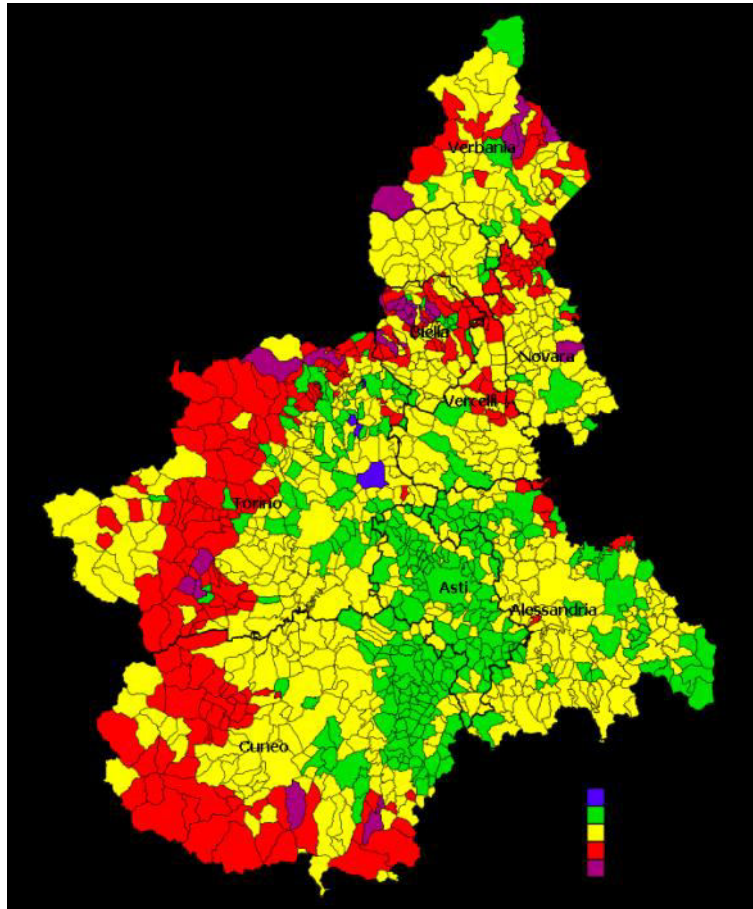 Verbania
Biella
Novara
Vercelli
Torino
Asti
Alessandria
Cuneo